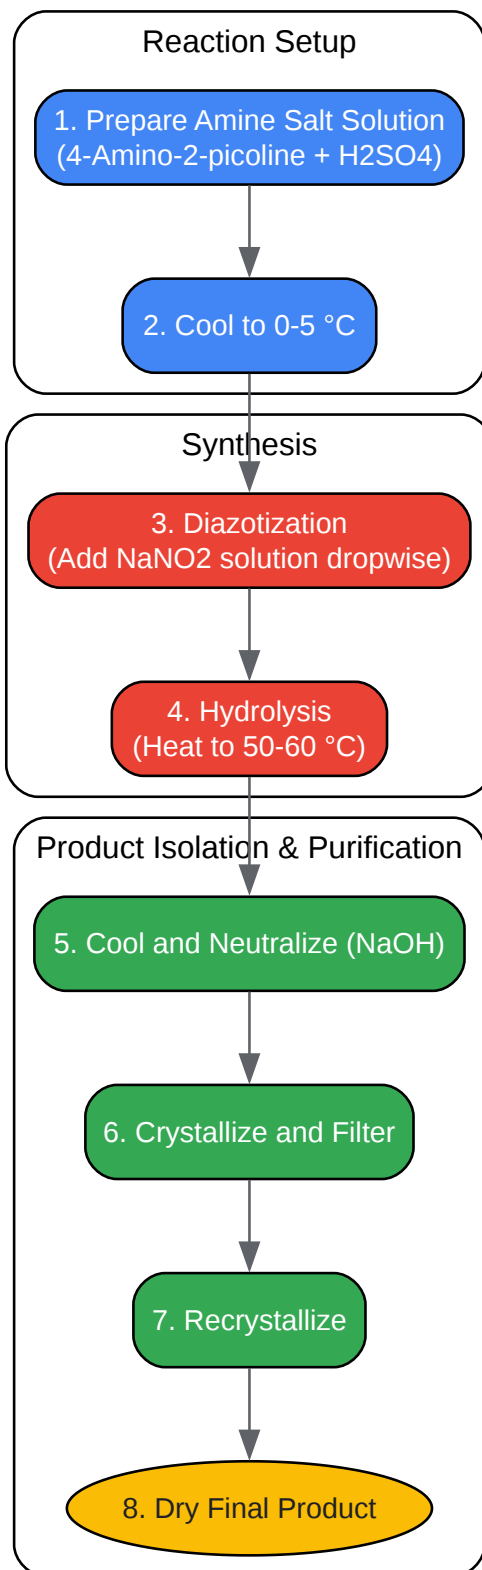 Reaction Setup
1. Prepare Amine Salt Solution
(4-Amino-2-picoline + H2SO4)
2. Cool to 0-5 °C
Synthesis
3. Diazotization
(Add NaNO2 solution dropwise)
4. Hydrolysis
(Heat to 50-60 °C)
Product Isolation & Purification
5. Cool and Neutralize (NaOH)
6. Crystallize and Filter
7. Recrystallize
8. Dry Final Product